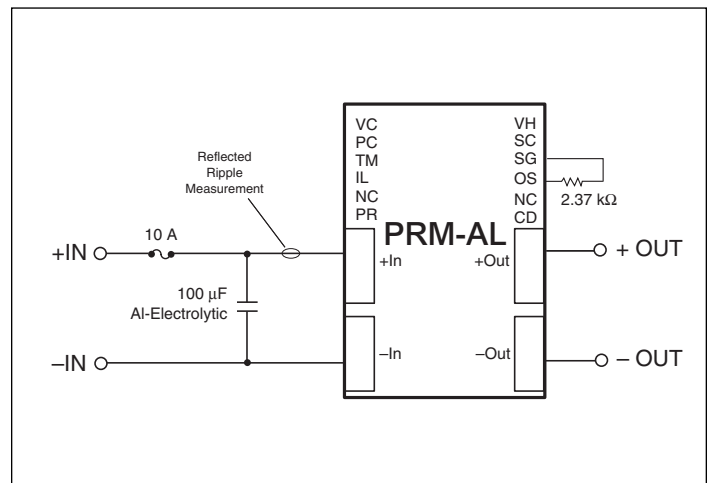 VC
PC
TM
IL
NC
PR
VH
SC
SG
OS
NC
CD
2.37 kΩ
Reflected
Ripple
Measurement
PRM-AL
10 A
+IN
+In
+Out
+ OUT
100 µF
Al-Electrolytic
–IN
–In
–Out
– OUT